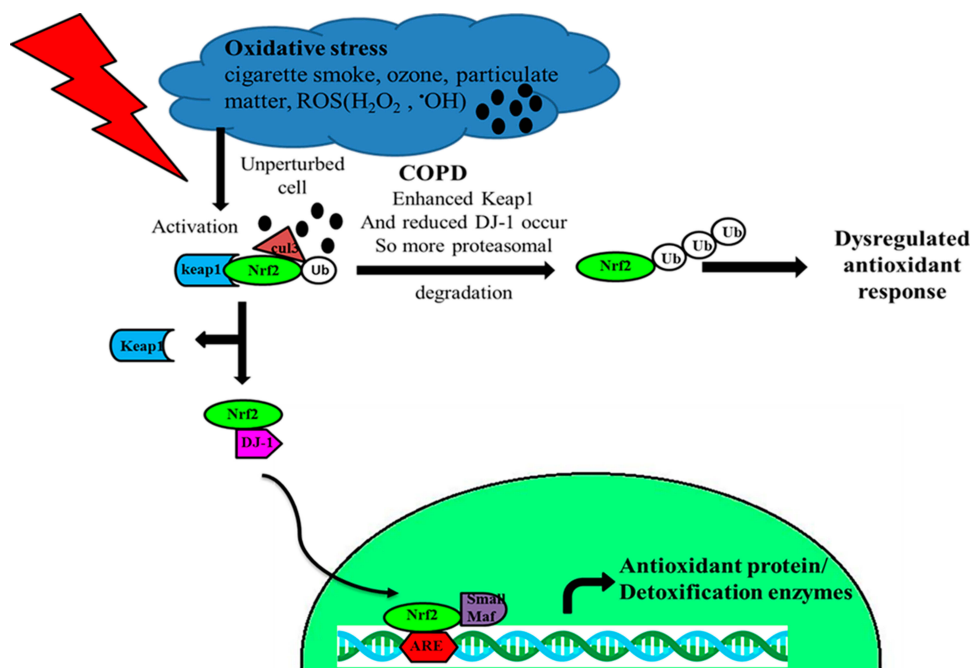 Oxidative stress
cigarette smoke, ozone, particulate
matter, ROS(H₂O₂ , ˙OH)
Unperturbed
cell
COPD
Enhanced Keap1
And reduced DJ-1 occur
So more proteasomal
degradation
Activation
cul3
keap1
Nrf2
Ub
Nrf2
Ub
Ub
Ub
Dysregulated
antioxidant
response
Keap1
Nrf2
DJ-1
Antioxidant protein/
Detoxification enzymes
Small
Maf
Nrf2
ARE